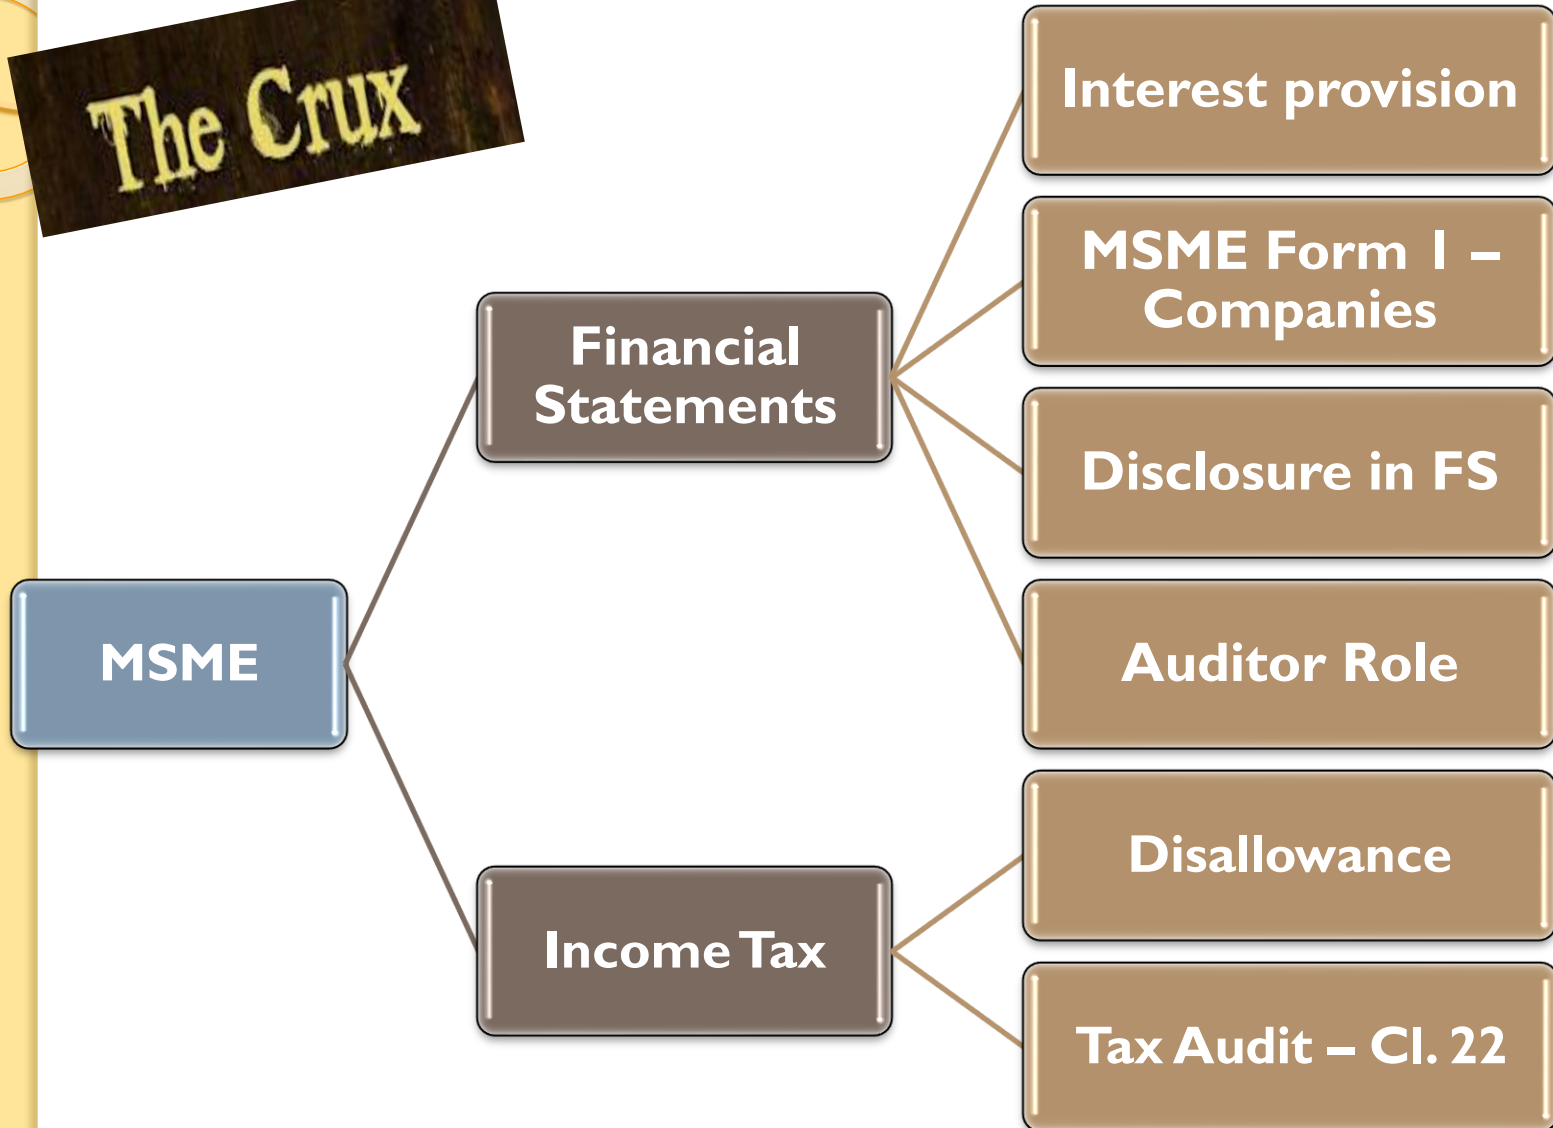 The Crux
Interest provision
MSME Form 1 –
Companies
Financial
Statements
Disclosure in FS
MSME
Auditor Role
Disallowance
Income Tax
Tax Audit – Cl. 22